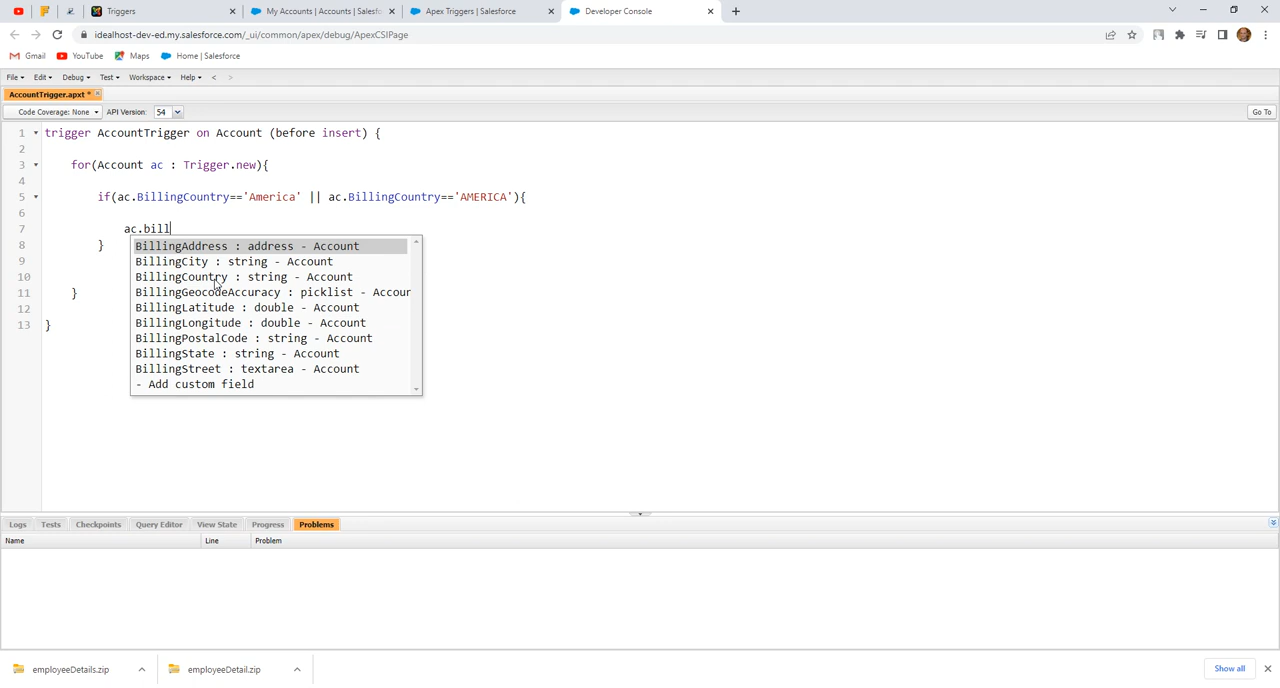 Triggers
My Accounts | Accounts | Salesfo
Apex Triggers | Salesforce
Developer Console
idealhost-dev-ed.my.salesforce.com/_ui/common/apex/debug/ApexCSIPage
Gmail YouTube Maps Home | Salesforce
File Edit Debug Test Workspace Help < >
AccountTrigger.apxt *
Code Coverage: None API Version: 54 Go To
1 trigger AccountTrigger on Account (before insert) {
2
3 for(Account ac : Trigger.new){
4
5 if(ac.BillingCountry=='America' || ac.BillingCountry=='AMERICA'){
6
7 ac.bill
8 }
9
10
11 }
12
13 }
BillingAddress : address - Account
BillingCity : string - Account
BillingCountry : string - Account
BillingGeocodeAccuracy : picklist - Accour
BillingLatitude : double - Account
BillingLongitude : double - Account
BillingPostalCode : string - Account
BillingState : string - Account
BillingStreet : textarea - Account
- Add custom field
Logs Tests Checkpoints Query Editor View State Progress Problems
Name Line Problem
employeeDetails.zip employeeDetail.zip Show all